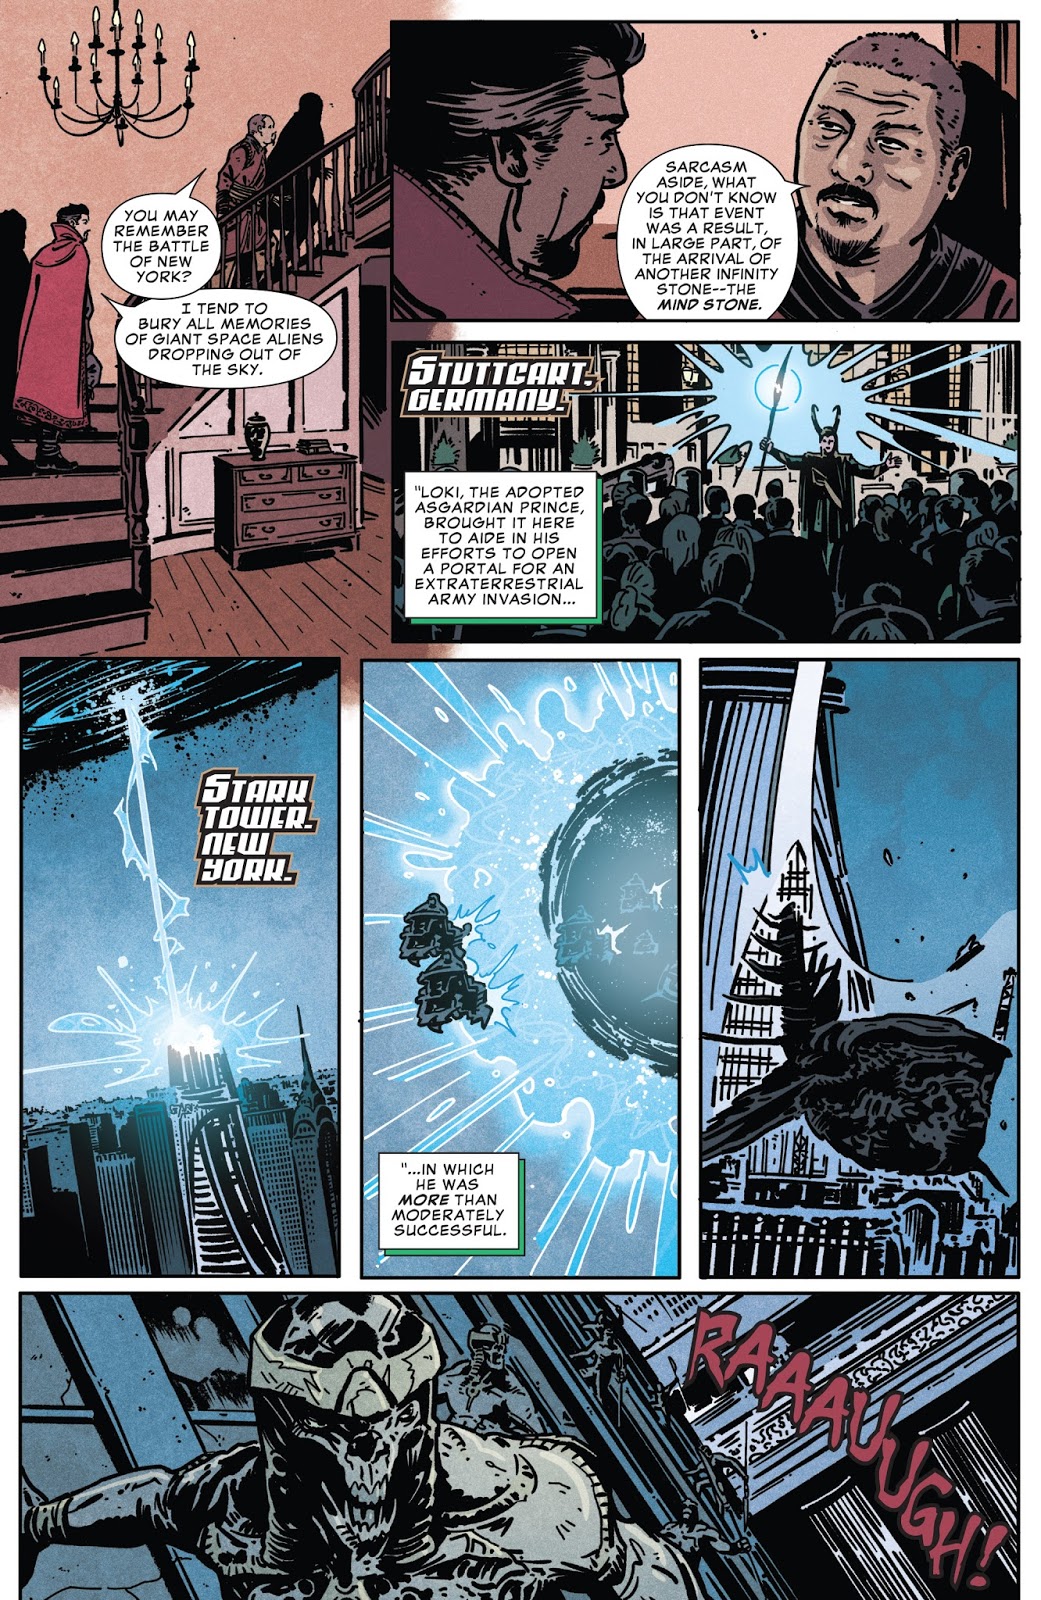 YOU MAY
REMEMBER
THE BATTLE
OF NEW
YORK?
I TEND TO
BURY ALL MEMORIES
OF GIANT SPACE ALIENS
DROPPING OUT OF
THE SKY.
SARCASM
ASIDE, WHAT
YOU DON'T KNOW
IS THAT EVENT
WAS A RESULT,
IN LARGE PART, OF
THE ARRIVAL OF
ANOTHER INFINITY
STONE--THE
MIND STONE.
STUTTGART,
GERMANY.
"LOKI, THE ADOPTED
ASGARDIAN PRINCE,
BROUGHT IT HERE
TO AIDE IN HIS
EFFORTS TO OPEN
A PORTAL FOR AN
EXTRATERRESTRIAL
ARMY INVASION...
STARK
TOWER.
NEW
YORK.
"...IN WHICH
HE WAS
MORE THAN
MODERATELY
SUCCESSFUL.
RAAAAUUUGH!